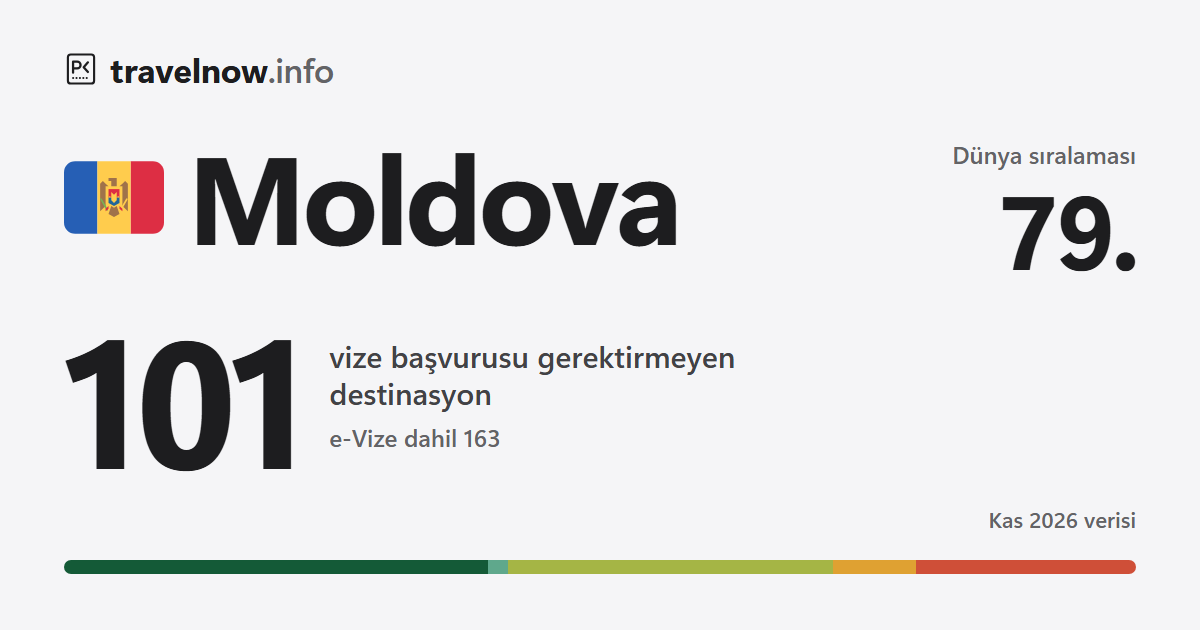 travelnow.info
Moldova
Dünya sıralaması
79.
101
vize başvurusu gerektirmeyen
destinasyon
e-Vize dahil 163
Kas 2026 verisi